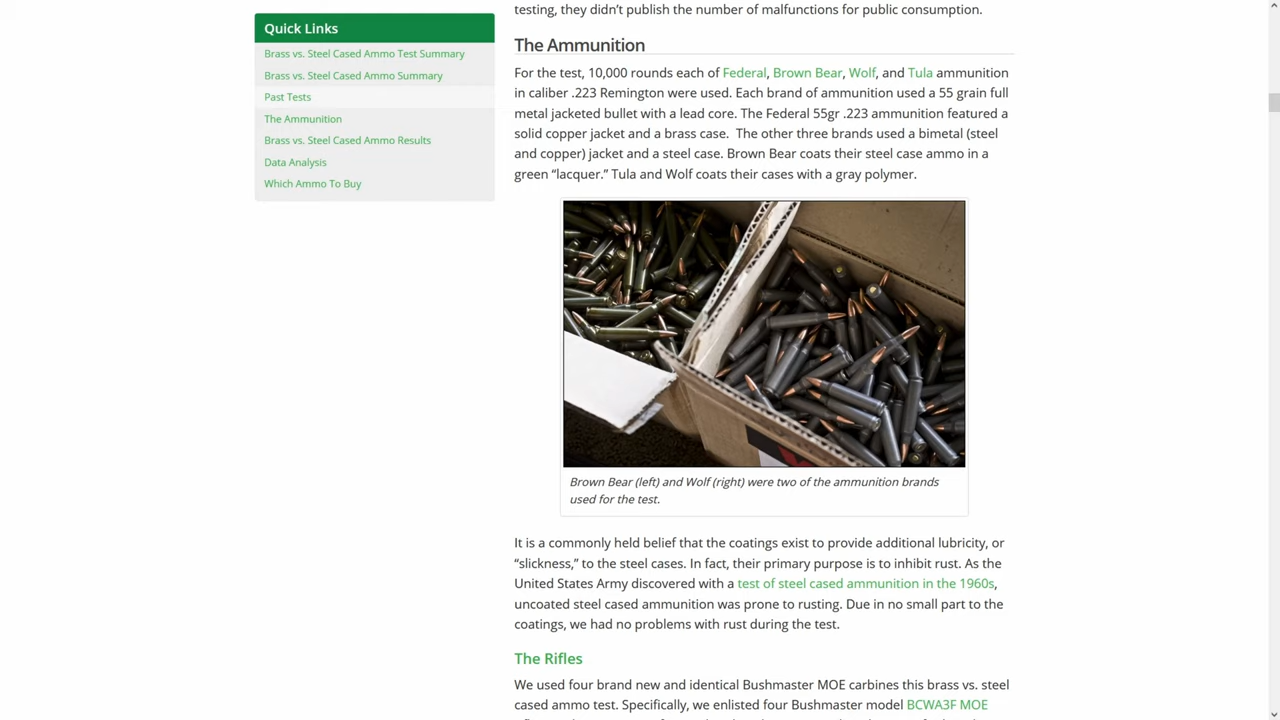 testing, they didn’t publish the number of malfunctions for public consumption.
Quick Links
Brass vs. Steel Cased Ammo Test Summary
Brass vs. Steel Cased Ammo Summary
Past Tests
The Ammunition
Brass vs. Steel Cased Ammo Results
Data Analysis
Which Ammo To Buy
The Ammunition
For the test, 10,000 rounds each of Federal, Brown Bear, Wolf, and Tula ammunition
in caliber .223 Remington were used. Each brand of ammunition used a 55 grain full
metal jacketed bullet with a lead core. The Federal 55gr .223 ammunition featured a
solid copper jacket and a brass case.  The other three brands used a bimetal (steel
and copper) jacket and a steel case. Brown Bear coats their steel case ammo in a
green “lacquer.” Tula and Wolf coats their cases with a gray polymer.
Brown Bear (left) and Wolf (right) were two of the ammunition brands
used for the test.
It is a commonly held belief that the coatings exist to provide additional lubricity, or
“slickness,” to the steel cases. In fact, their primary purpose is to inhibit rust. As the
United States Army discovered with a test of steel cased ammunition in the 1960s,
uncoated steel cased ammunition was prone to rusting. Due in no small part to the
coatings, we had no problems with rust during the test.
The Rifles
We used four brand new and identical Bushmaster MOE carbines this brass vs. steel
cased ammo test. Specifically, we enlisted four Bushmaster model BCWA3F MOE